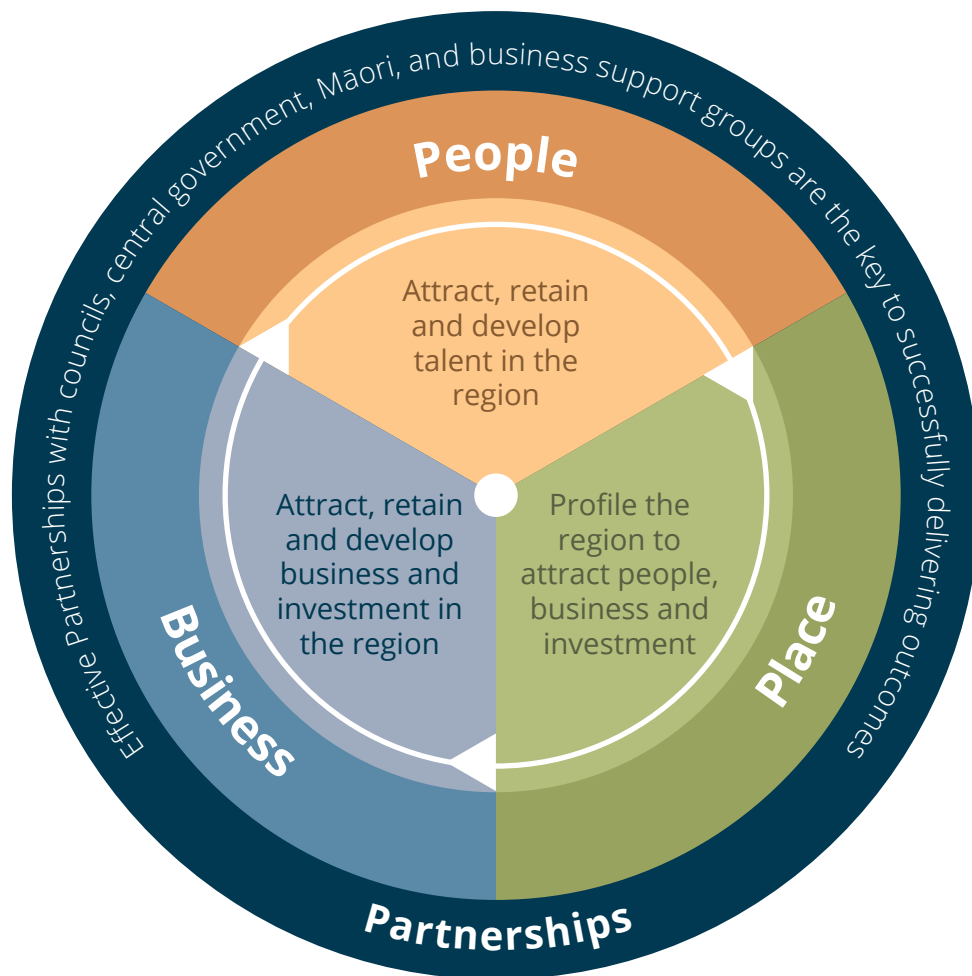 Effective Partnerships with councils, central government, Māori, and business support groups are the key to successfully delivering outcomes
People
Attract, retain
and develop
talent in the
region
Attract, retain
and develop
business and
investment in
the region
Business
Profile the
region to
attract people,
business and
investment
Place
Partnerships